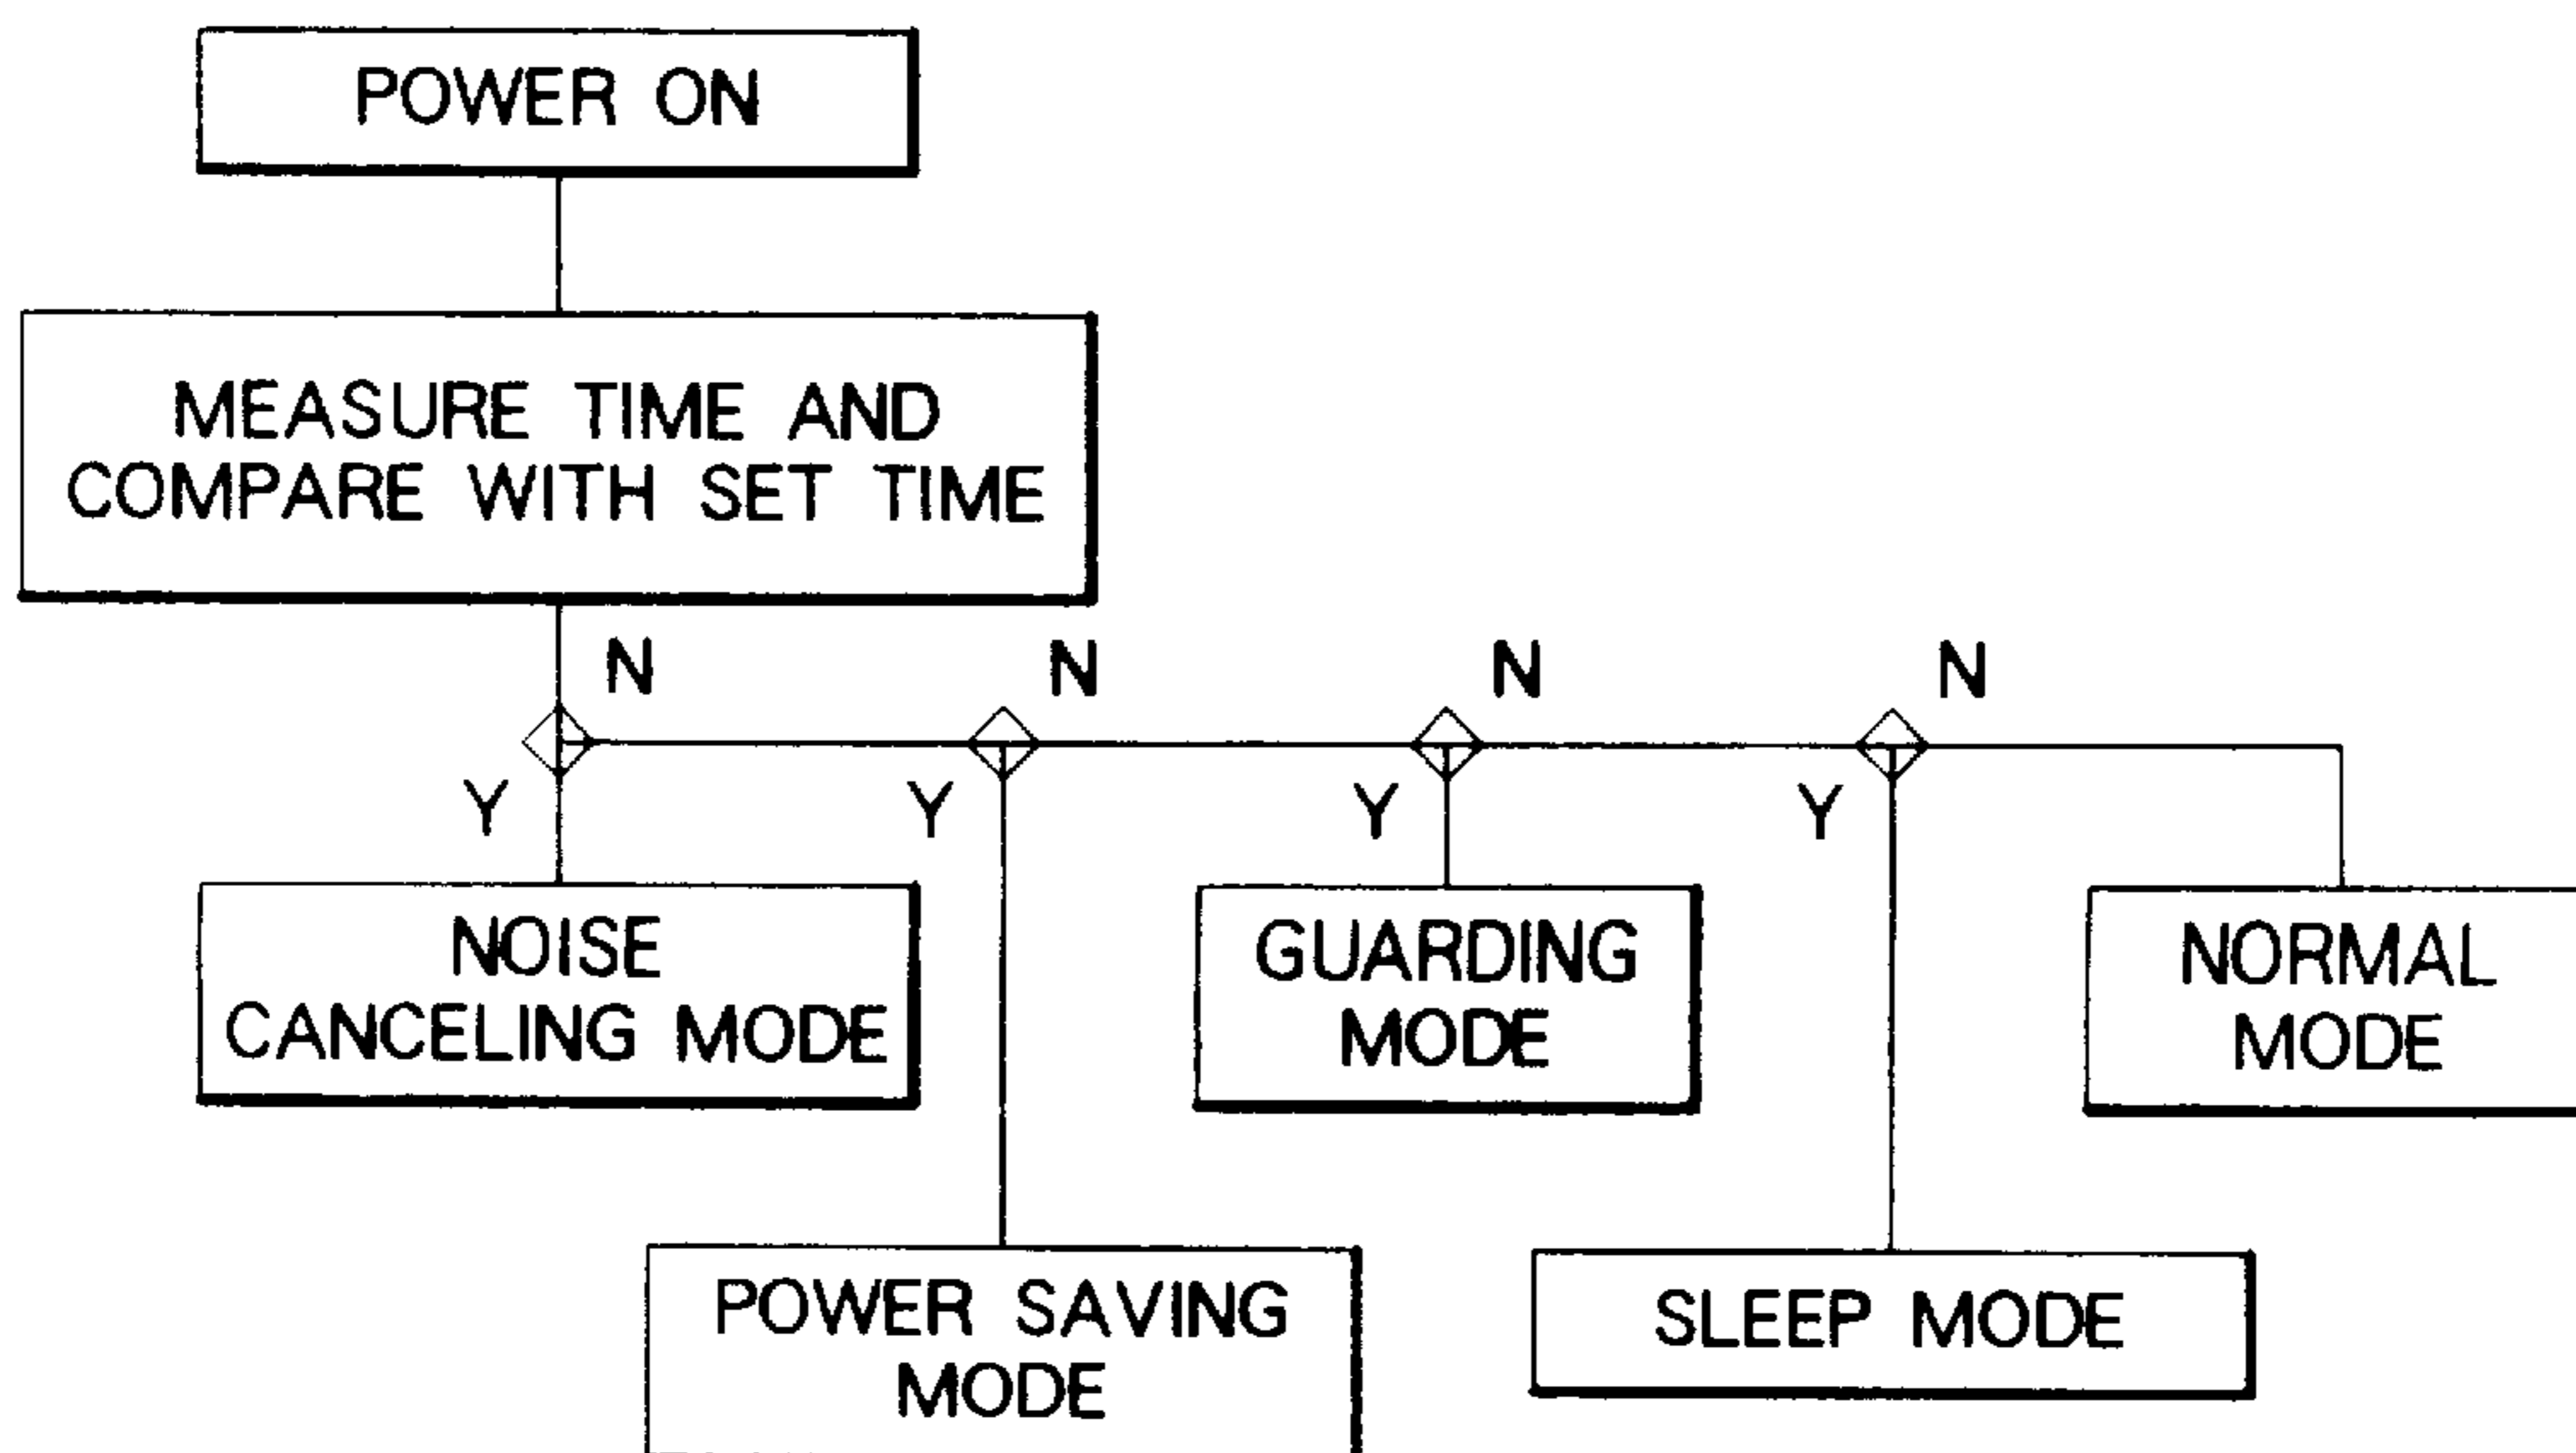 POWER ON
MEASURE TIME AND
COMPARE WITH SET TIME
N
N
N
N
Y
Y
Y
Y
NOISE
CANCELING MODE
GUARDING
MODE
NORMAL
MODE
POWER SAVING
MODE
SLEEP MODE